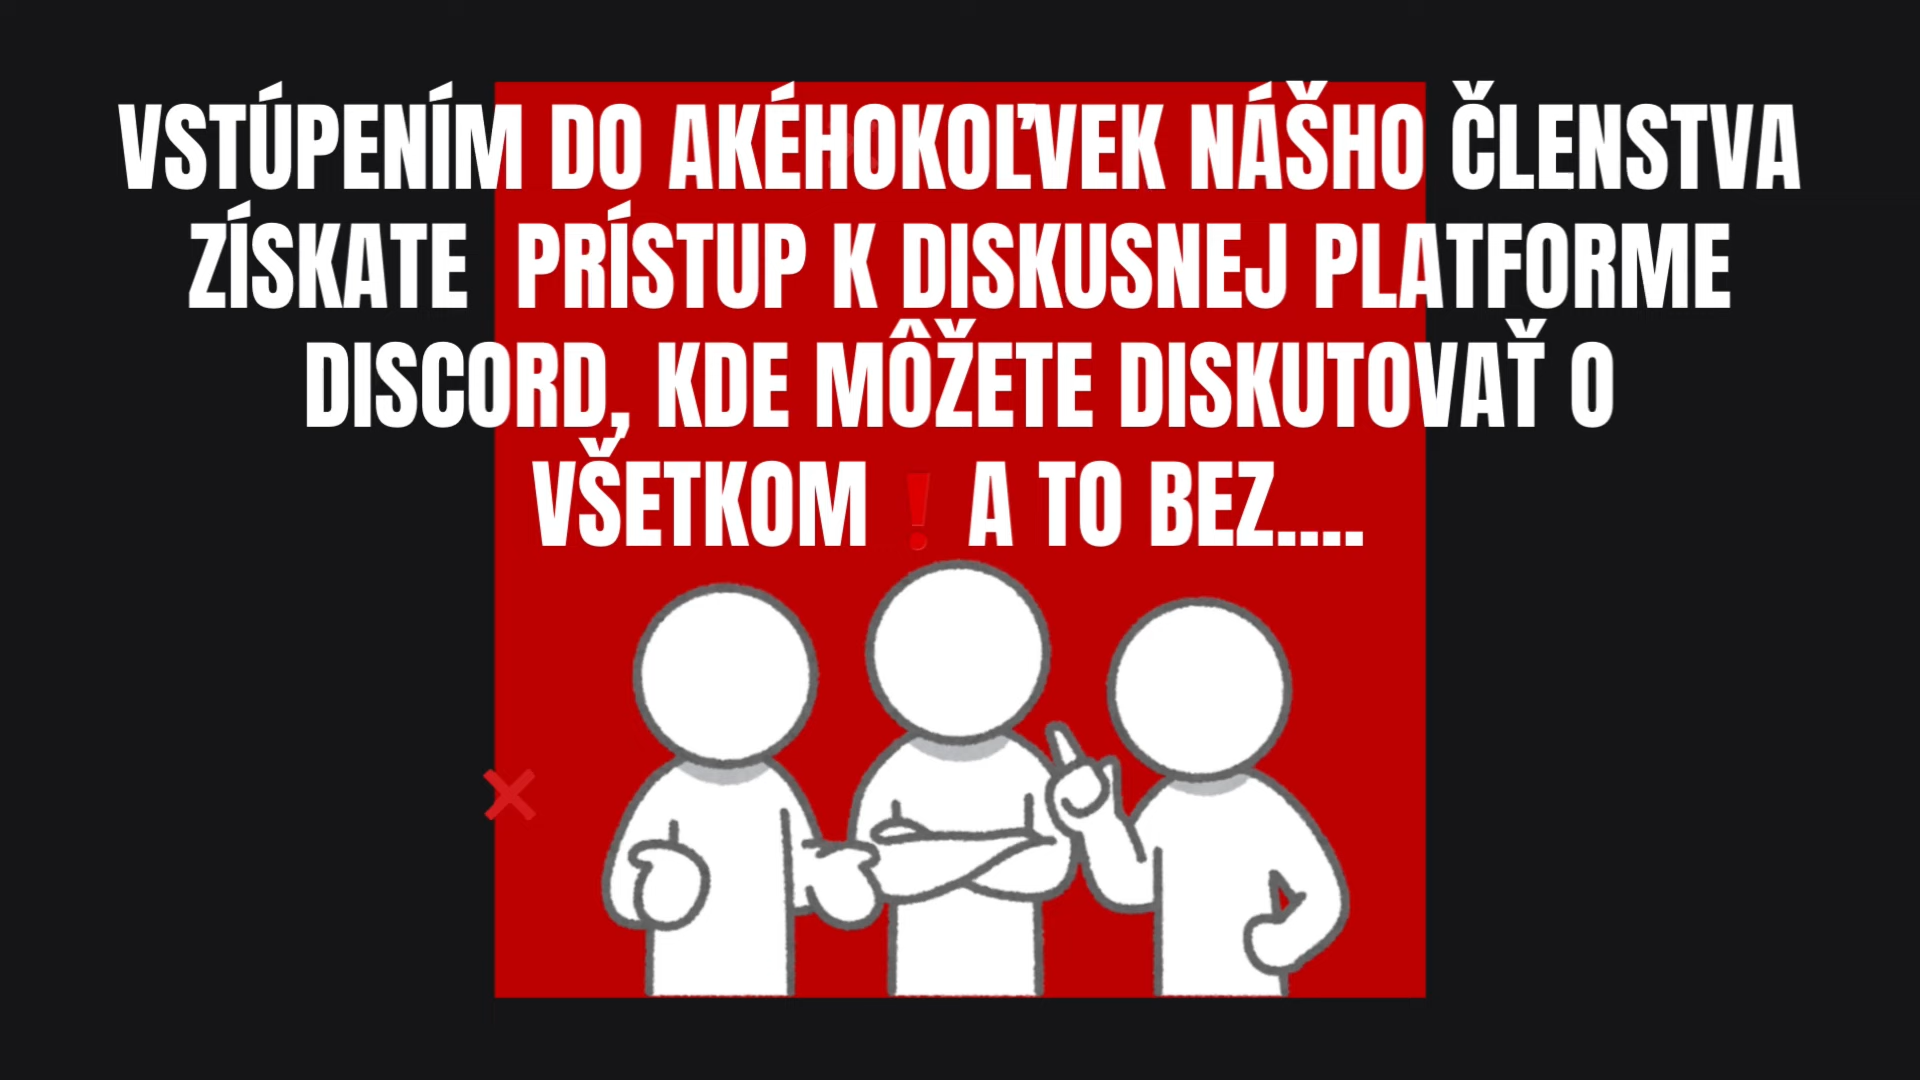 VSTÚPENÍM DO AKÉHOKOĽVEK NÁŠHO ČLENSTVA
ZÍSKATE PRÍSTUP K DISKUSNEJ PLATFORME
DISCORD, KDE MÔŽETE DISKUTOVAŤ O
VŠETKOM❗A TO BEZ....